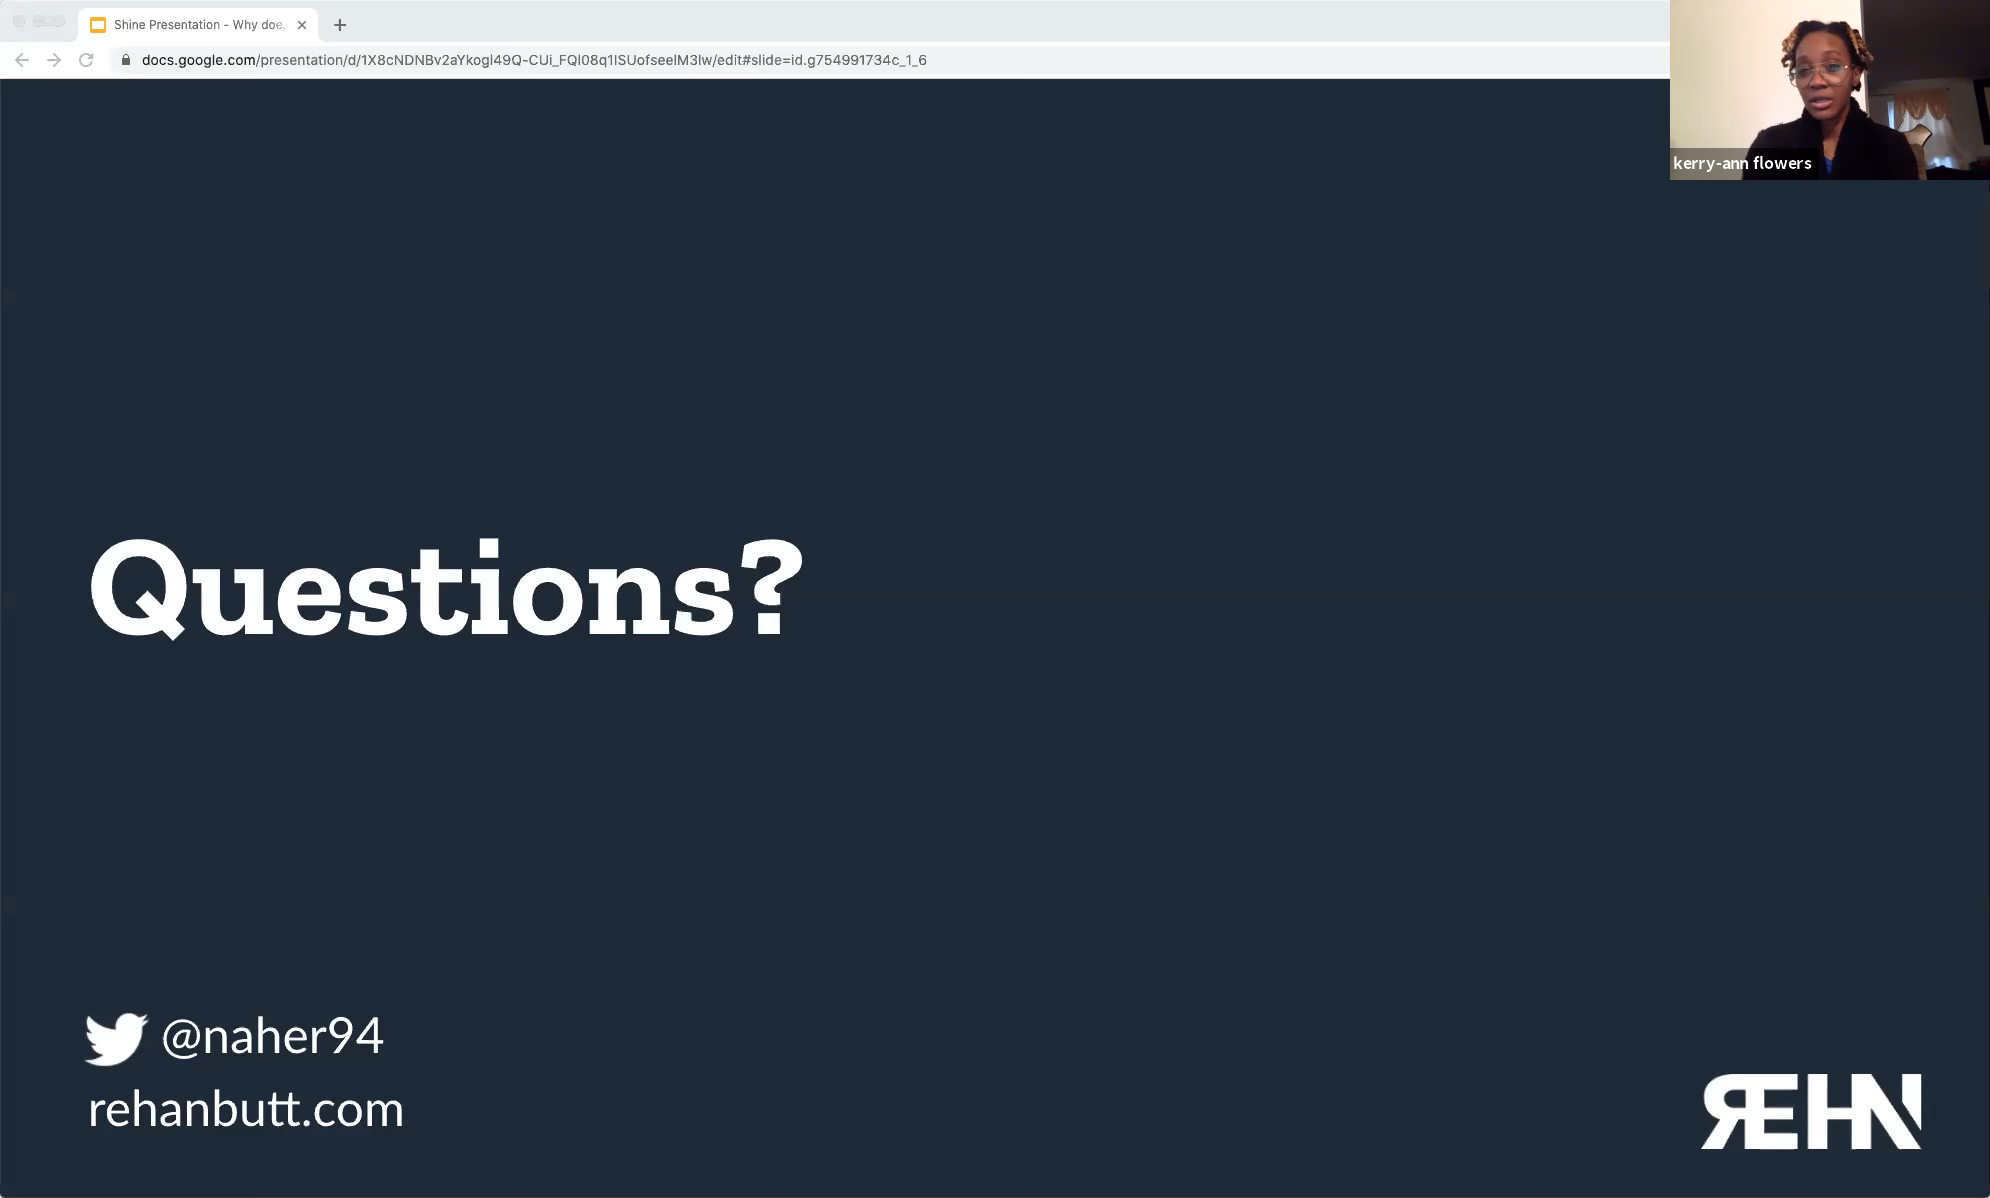 Shine Presentation - Why doe
docs.google.com/presentation/d/1X8cNDNBv2aYkogl49Q-CUi_FQl08q1lSUofseelM3lw/edit#slide=id.g754991734c_1_6
kerry-ann flowers
Questions?
@naher94
rehanbutt.com
REHN